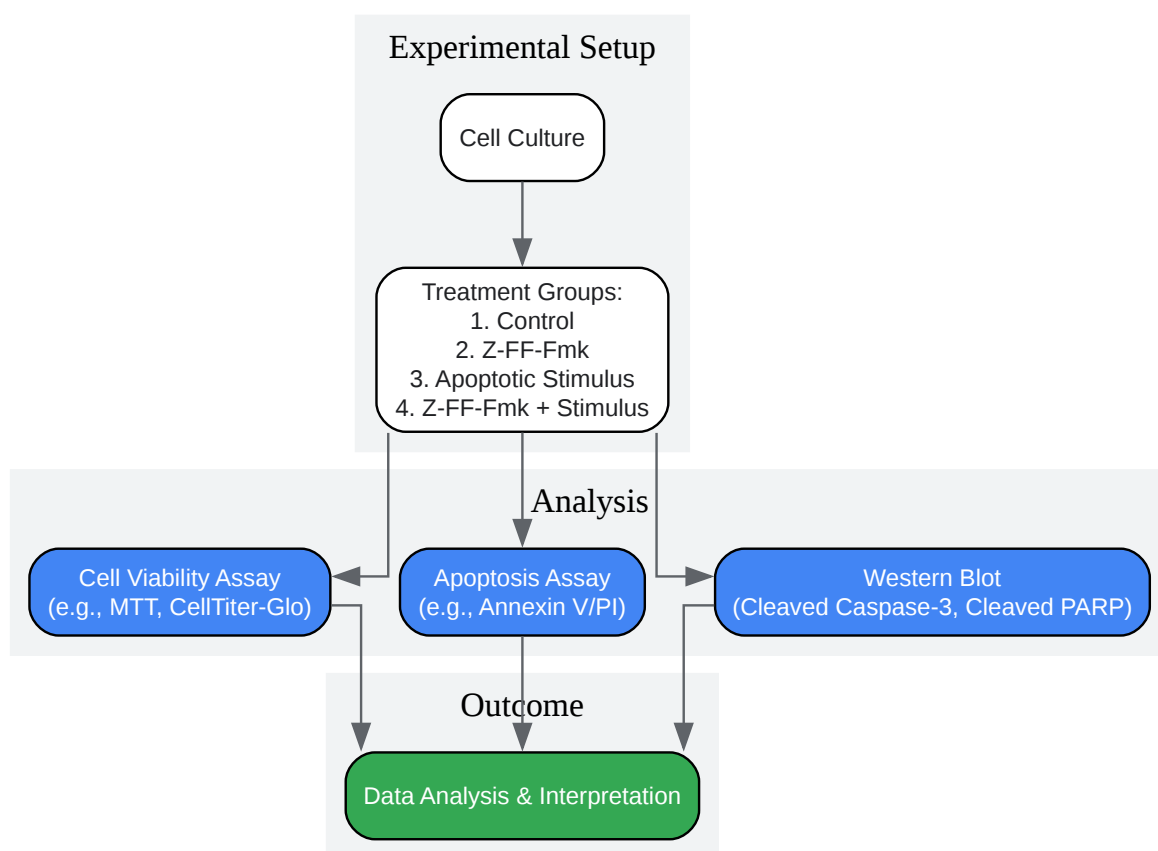 Experimental Setup
Cell Culture
Treatment Groups:
1. Control
2. Z-FF-Fmk
3. Apoptotic Stimulus
4. Z-FF-Fmk + Stimulus
Analysis
Cell Viability Assay
(e.g., MTT, CellTiter-Glo)
Apoptosis Assay
(e.g., Annexin V/PI)
Western Blot
(Cleaved Caspase-3, Cleaved PARP)
Outcome
Data Analysis & Interpretation